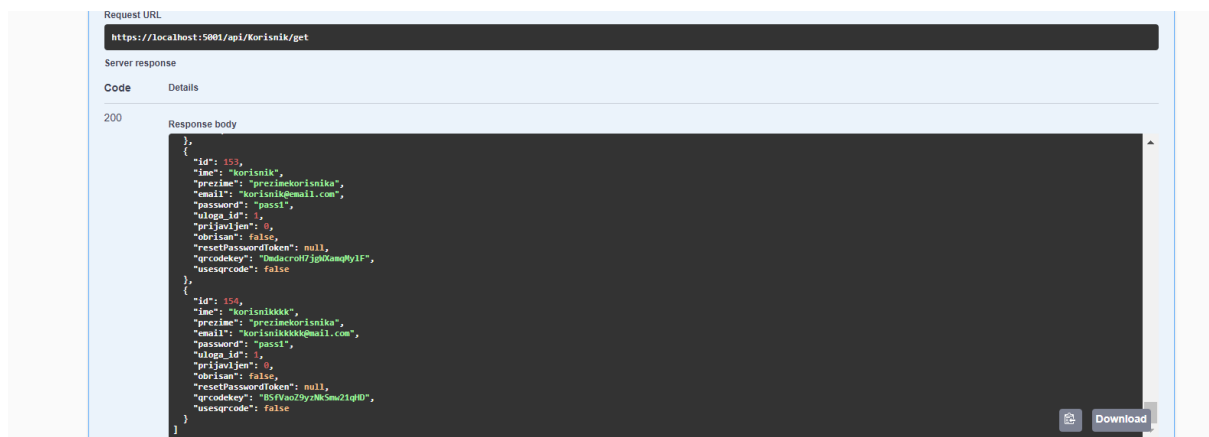 Request URL
https://localhost:5001/api/Korisnik/get
Server response
Code Details
200
Response body
},
{
"id": 153,
"ime": "korisnik",
"prezime": "prezimekorisnika",
"email": "korisnik@email.com",
"password": "pass1",
"uloga_id": 1,
"prijavljen": 0,
"obrisan": false,
"resetPasswordToken": null,
"qrcodekey": "DmdacroH7jgWXamqMylF",
"usesqrcode": false
},
{
"id": 154,
"ime": "korisnikkkk",
"prezime": "prezimekorisnika",
"email": "korisnikkkkk@mail.com",
"password": "pass1",
"uloga_id": 1,
"prijavljen": 0,
"obrisan": false,
"resetPasswordToken": null,
"qrcodekey": "BSfVaoZ9yzNkSmw21qHD",
"usesqrcode": false
}
]
Download